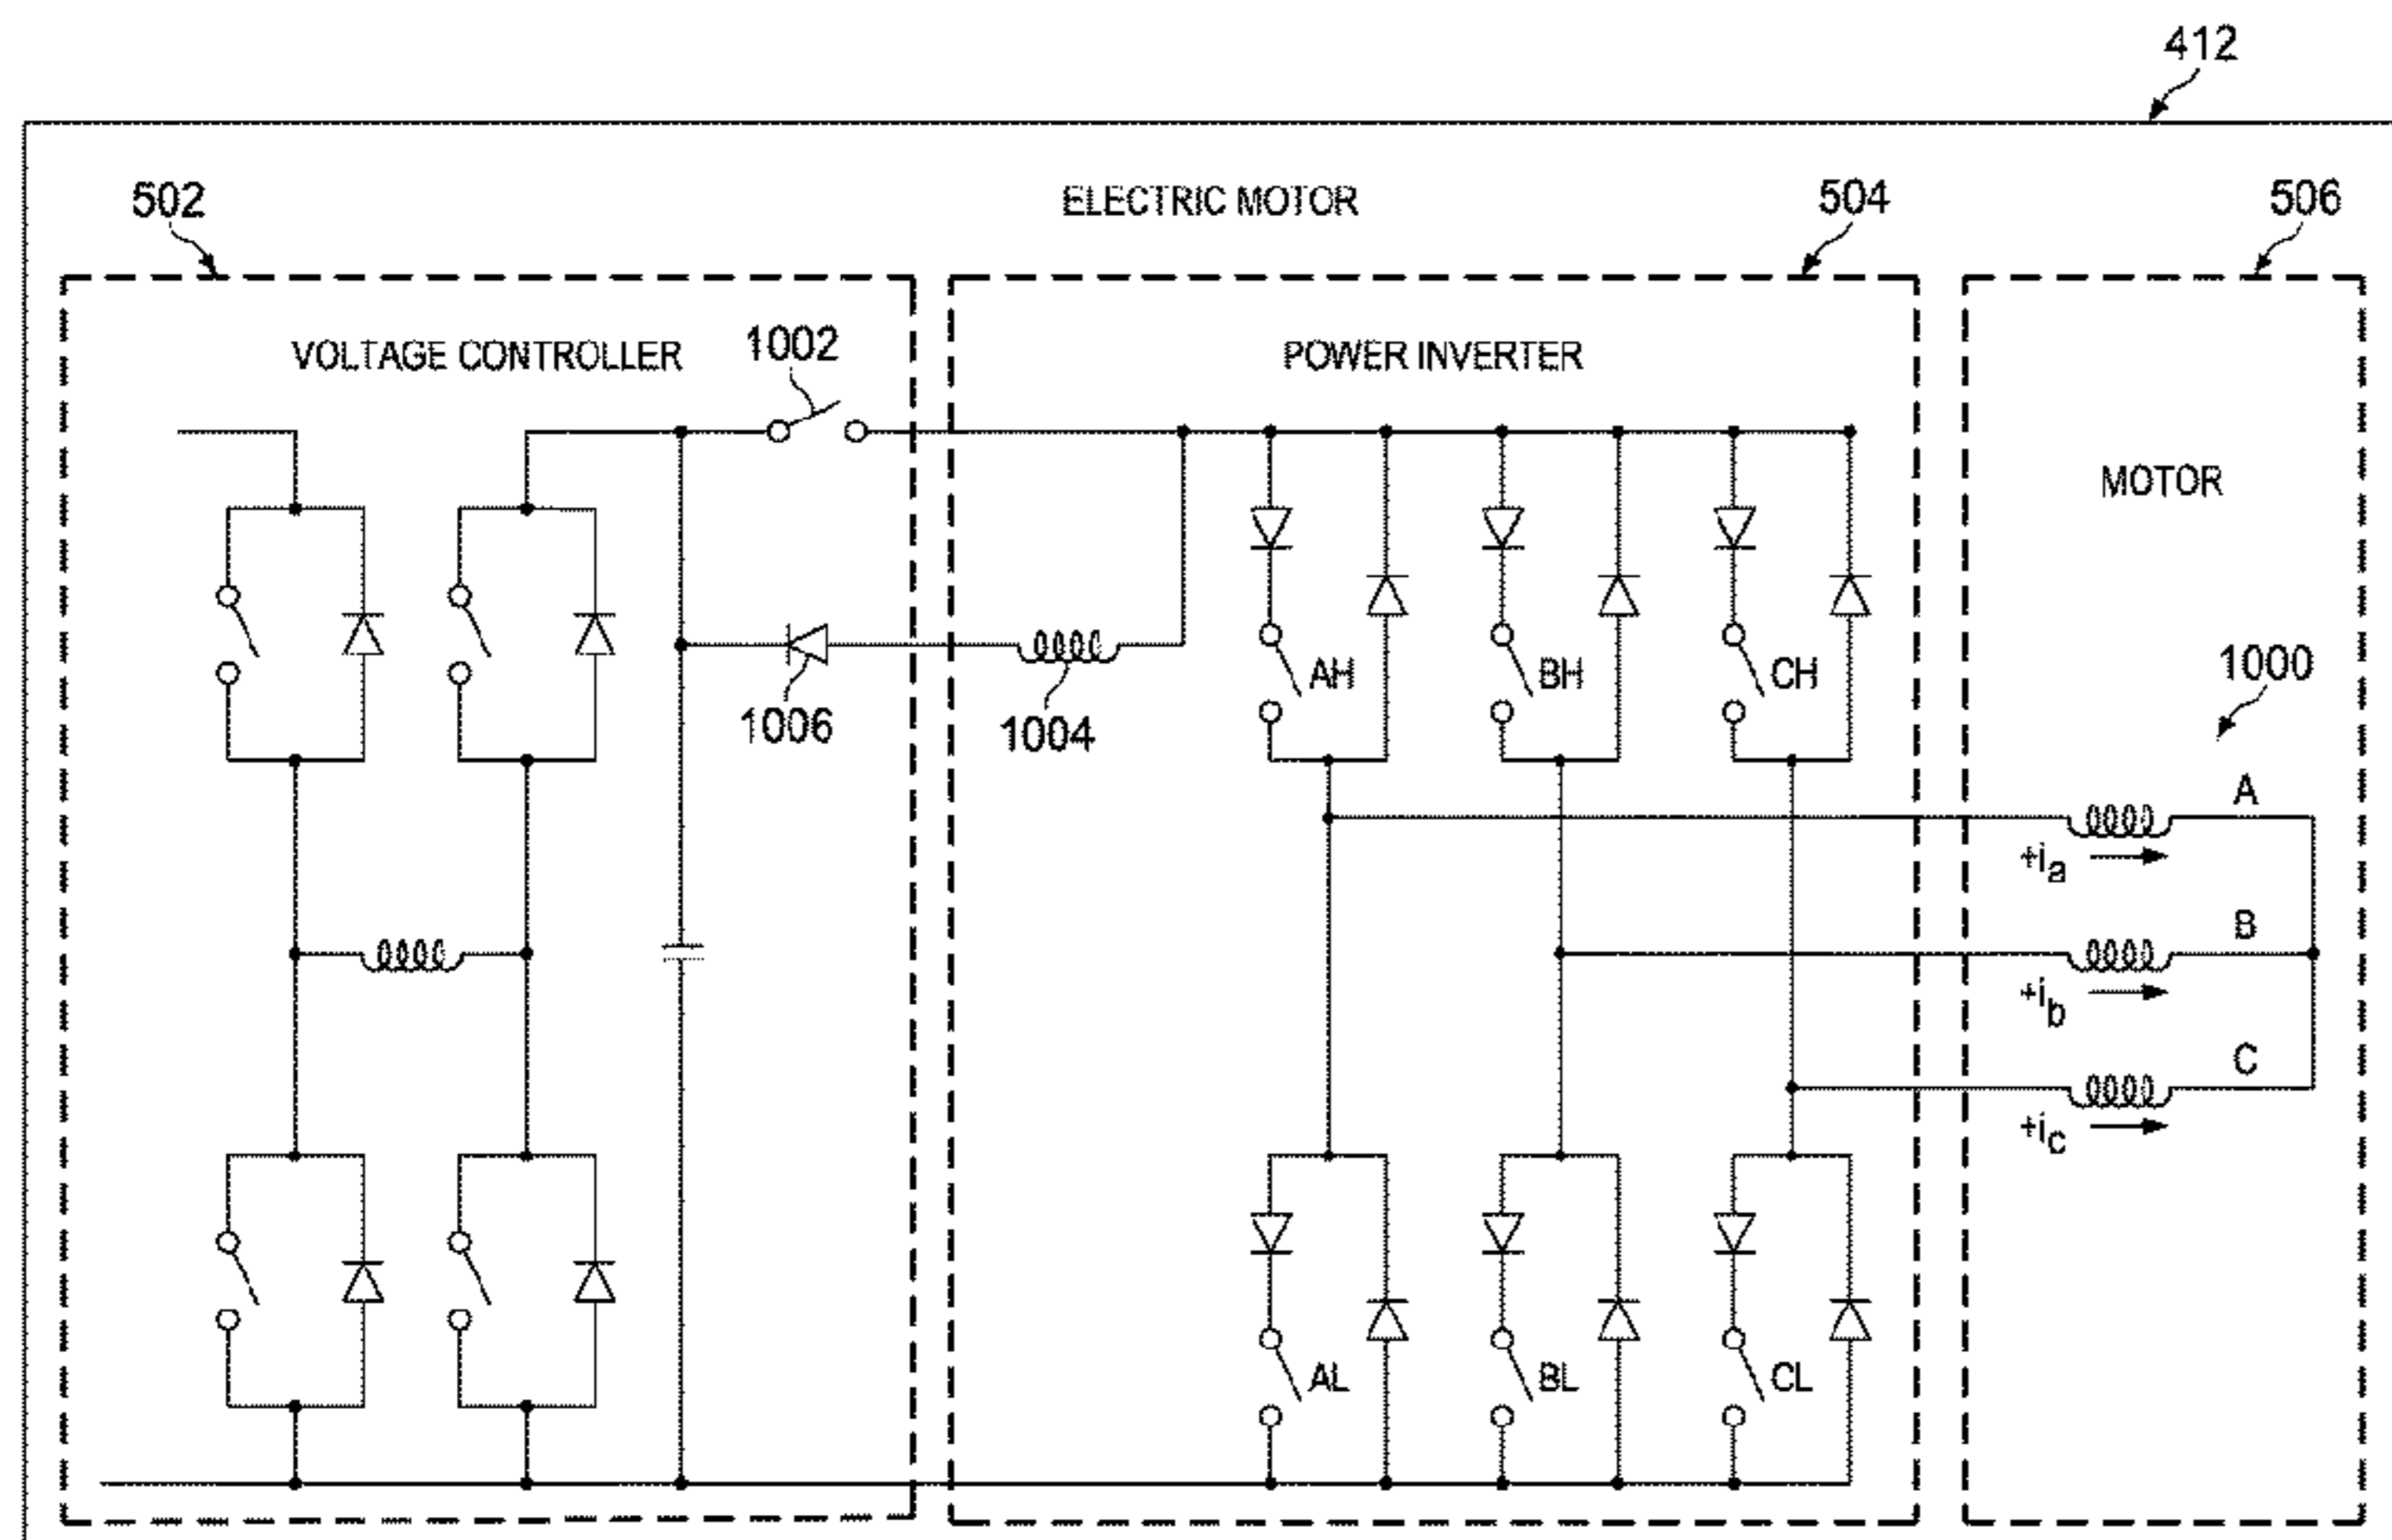 412
ELECTRIC MOTOR
502
504
506
VOLTAGE CONTROLLER
1002
POWER INVERTER
MOTOR
1006
1004
AH
BH
CH
1000
A
+ia
B
+ib
C
+ic
AL
BL
CL